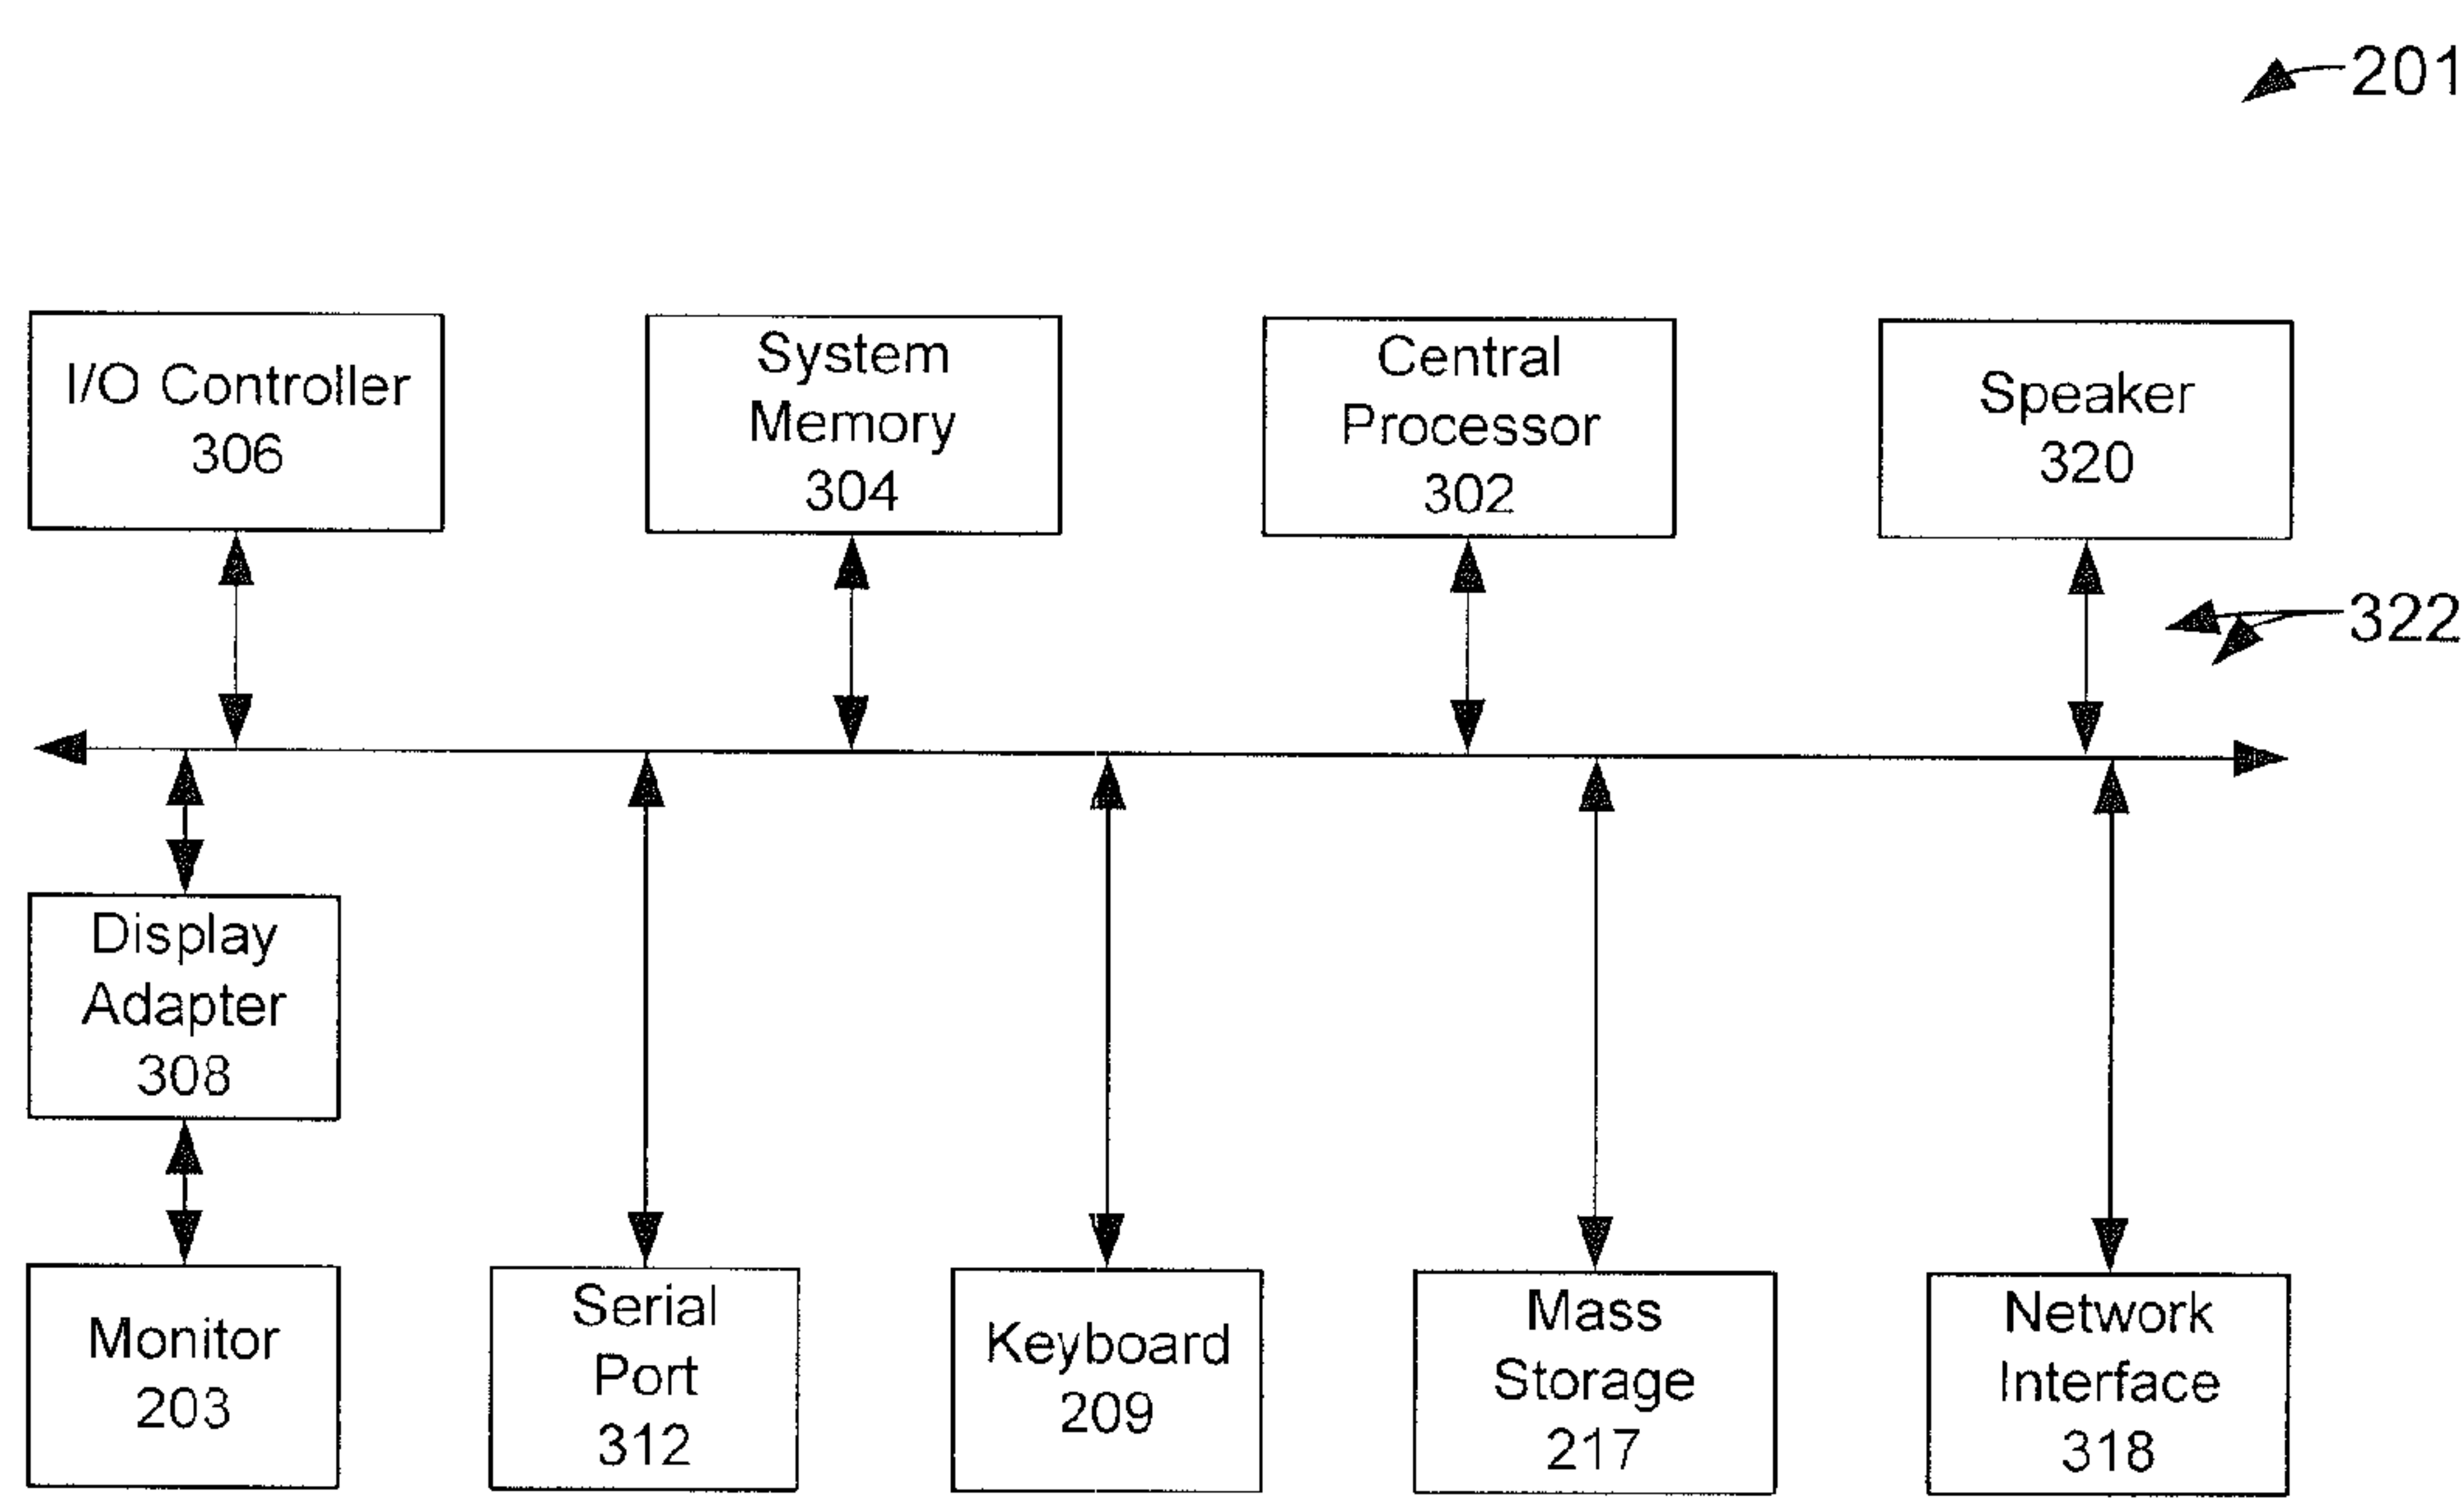 201
I/O Controller
306
System
Memory
304
Central
Processor
302
Speaker
320
322
Display
Adapter
308
Monitor
203
Serial
Port
312
Keyboard
209
Mass
Storage
217
Network
Interface
318